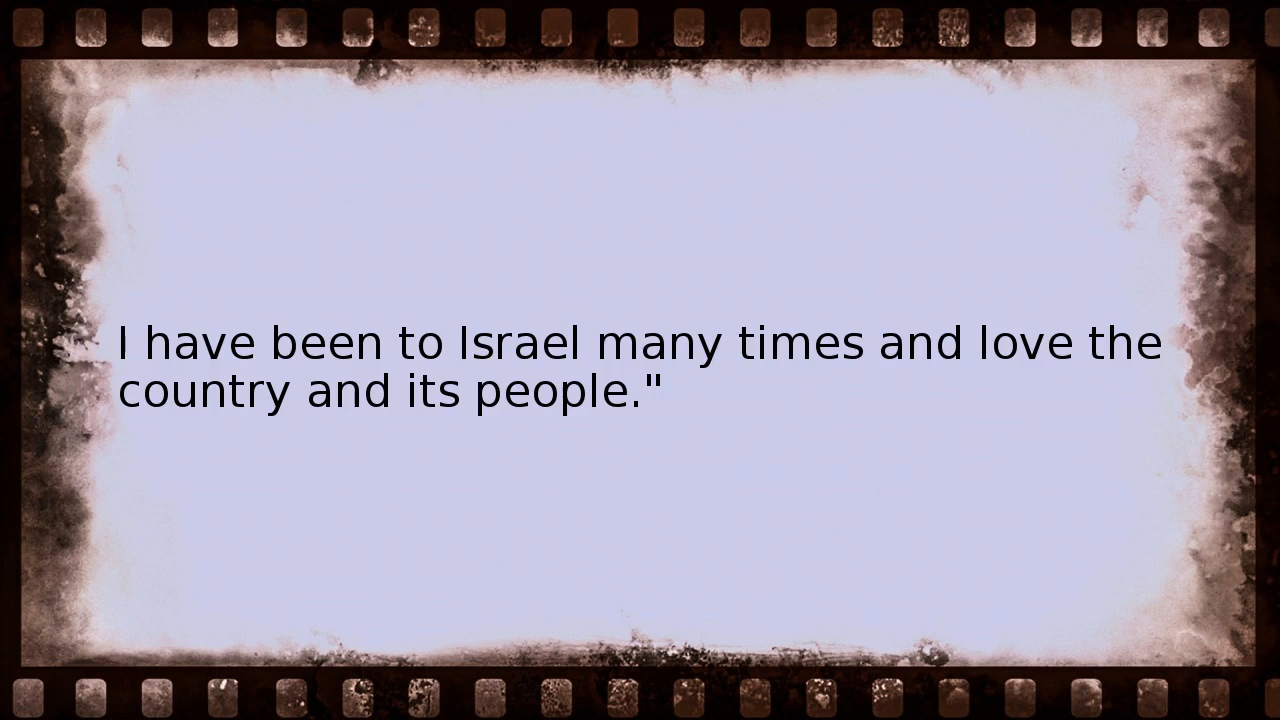 I have been to Israel many times and love the
country and its people."